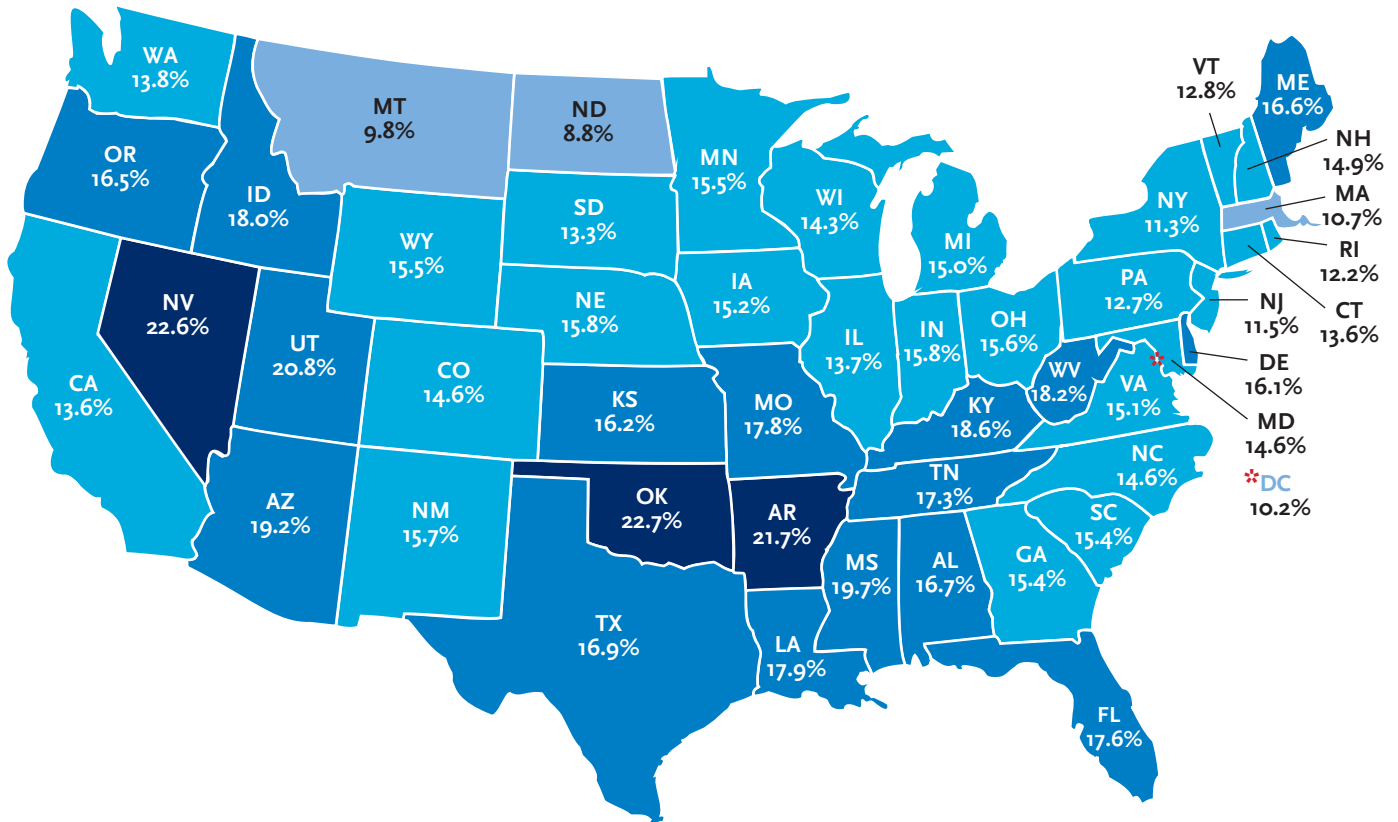 WA
13.8%
OR
16.5%
ID
18.0%
MT
9.8%
ND
8.8%
MN
15.5%
WI
14.3%
MI
15.0%
SD
13.3%
WY
15.5%
NV
22.6%
CA
13.6%
UT
20.8%
CO
14.6%
NE
15.8%
IA
15.2%
IL
13.7%
IN
15.8%
OH
15.6%
PA
12.7%
NY
11.3%
VT
12.8%
ME
16.6%
NH
14.9%
MA
10.7%
RI
12.2%
CT
13.6%
NJ
11.5%
DE
16.1%
MD
14.6%
*DC
10.2%
*
WV
18.2%
VA
15.1%
KS
16.2%
MO
17.8%
KY
18.6%
TN
17.3%
NC
14.6%
SC
15.4%
GA
15.4%
AZ
19.2%
NM
15.7%
OK
22.7%
AR
21.7%
MS
19.7%
AL
16.7%
TX
16.9%
LA
17.9%
FL
17.6%